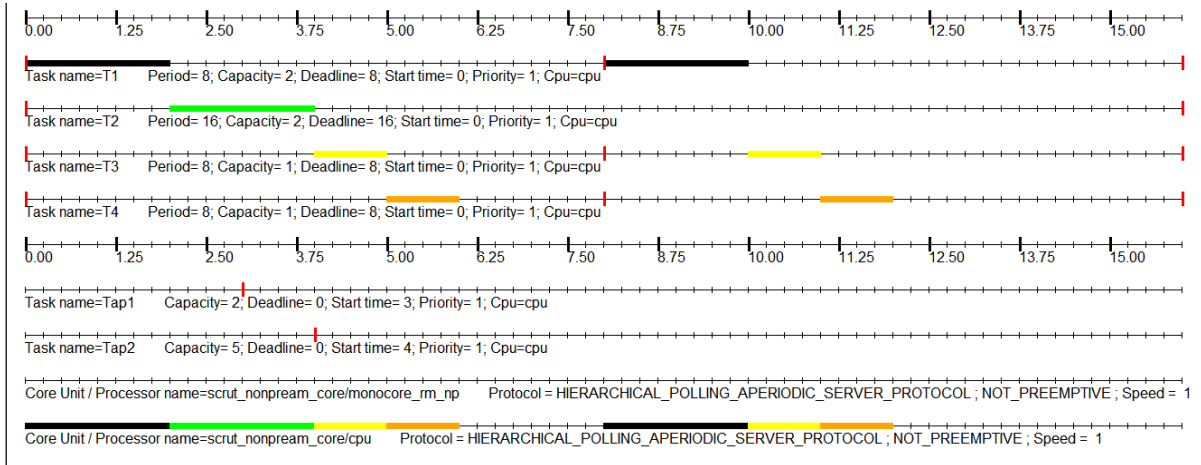 0.00 1.25 2.50 3.75 5.00 6.25 7.50 8.75 10.00 11.25 12.50 13.75 15.00
Task name=T1 Period= 8; Capacity= 2; Deadline= 8; Start time= 0; Priority= 1; Cpu=cpu
Task name=T2 Period= 16; Capacity= 2; Deadline= 16; Start time= 0; Priority= 1; Cpu=cpu
Task name=T3 Period= 8; Capacity= 1; Deadline= 8; Start time= 0; Priority= 1; Cpu=cpu
Task name=T4 Period= 8; Capacity= 1; Deadline= 8; Start time= 0; Priority= 1; Cpu=cpu
0.00 1.25 2.50 3.75 5.00 6.25 7.50 8.75 10.00 11.25 12.50 13.75 15.00
Task name=Tap1 Capacity= 2; Deadline= 0; Start time= 3; Priority= 1; Cpu=cpu
Task name=Tap2 Capacity= 5; Deadline= 0; Start time= 4; Priority= 1; Cpu=cpu
Core Unit / Processor name=scrut_nonpream_core/monocore_rm_np Protocol = HIERARCHICAL_POLLING_APERIODIC_SERVER_PROTOCOL ; NOT_PREEMPTIVE ; Speed = 1
Core Unit / Processor name=scrut_nonpream_core/cpu Protocol = HIERARCHICAL_POLLING_APERIODIC_SERVER_PROTOCOL ; NOT_PREEMPTIVE ; Speed = 1